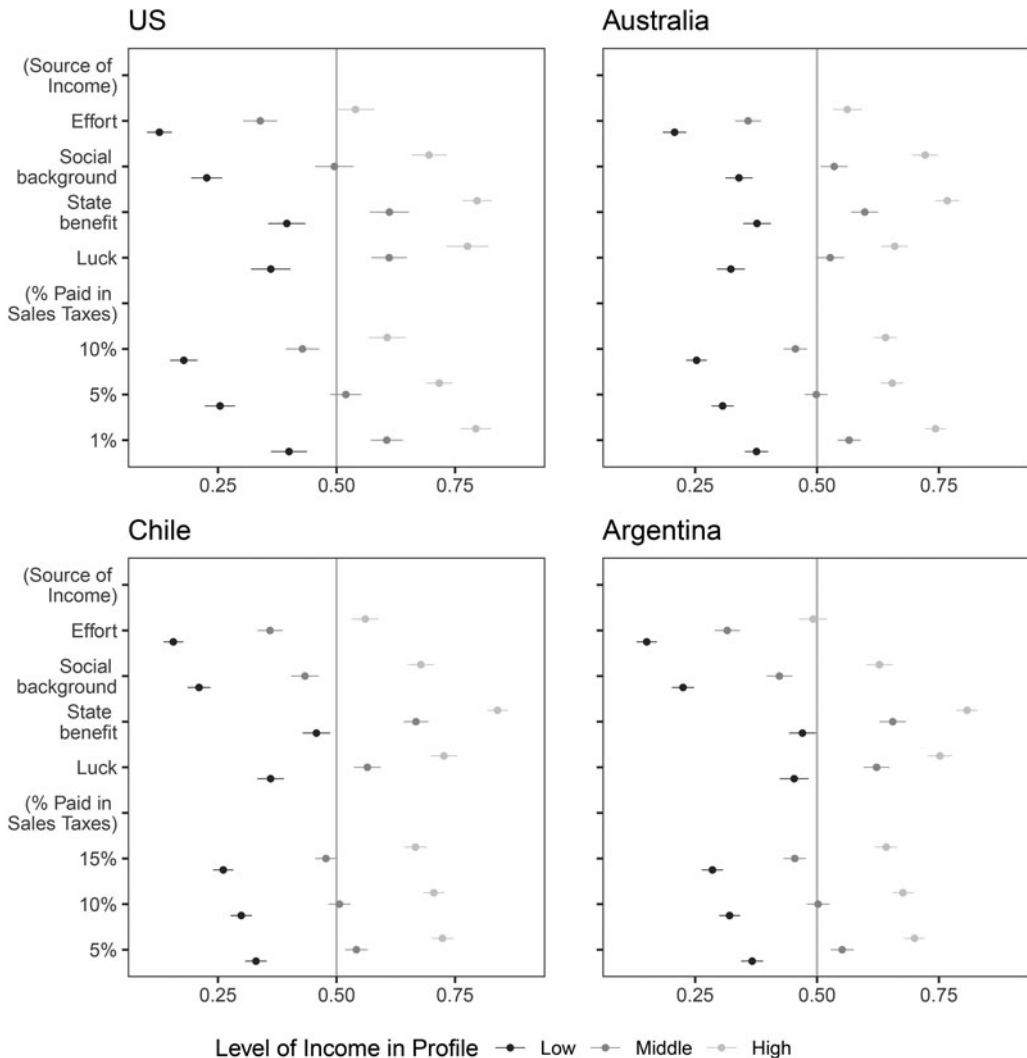 US
Australia
(Source of
Income)
Effort
Social
background
State
benefit
Luck
(% Paid in
Sales Taxes)
10%
5%
1%
0.25 0.50 0.75
0.25 0.50 0.75
Chile
Argentina
(Source of
Income)
Effort
Social
background
State
benefit
Luck
(% Paid in
Sales Taxes)
15%
10%
5%
0.25 0.50 0.75
0.25 0.50 0.75
Level of Income in Profile Low Middle High